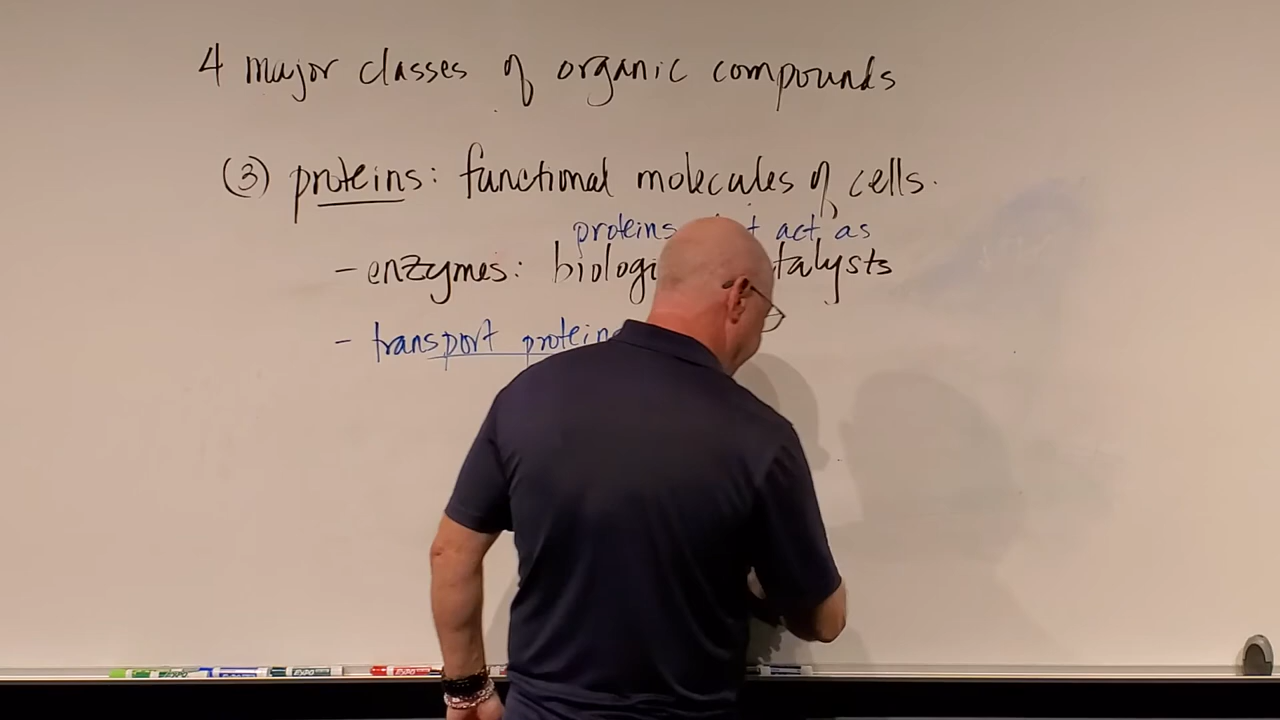 4 major classes of organic compounds
(3) proteins: functional molecules of cells.
proteins act as
- enzymes: biologi talysts
- transport protein
EXPO